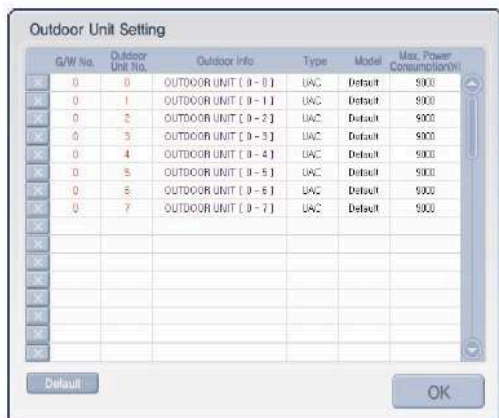 Outdoor Unit Setting
G/W No. Outdoor Unit No. Outdoor Info Type Model Max. Power Consumption(W)
0 0 OUTDOOR UNIT [ 0 - 0 ] UAC Default 9000
0 1 OUTDOOR UNIT [ 0 - 1 ] UAC Default 9000
0 2 OUTDOOR UNIT [ 0 - 2 ] UAC Default 9000
0 3 OUTDOOR UNIT [ 0 - 3 ] UAC Default 9000
0 4 OUTDOOR UNIT [ 0 - 4 ] UAC Default 9000
0 5 OUTDOOR UNIT [ 0 - 5 ] UAC Default 9000
0 6 OUTDOOR UNIT [ 0 - 6 ] UAC Default 9000
0 7 OUTDOOR UNIT [ 0 - 7 ] UAC Default 9000
Default
OK